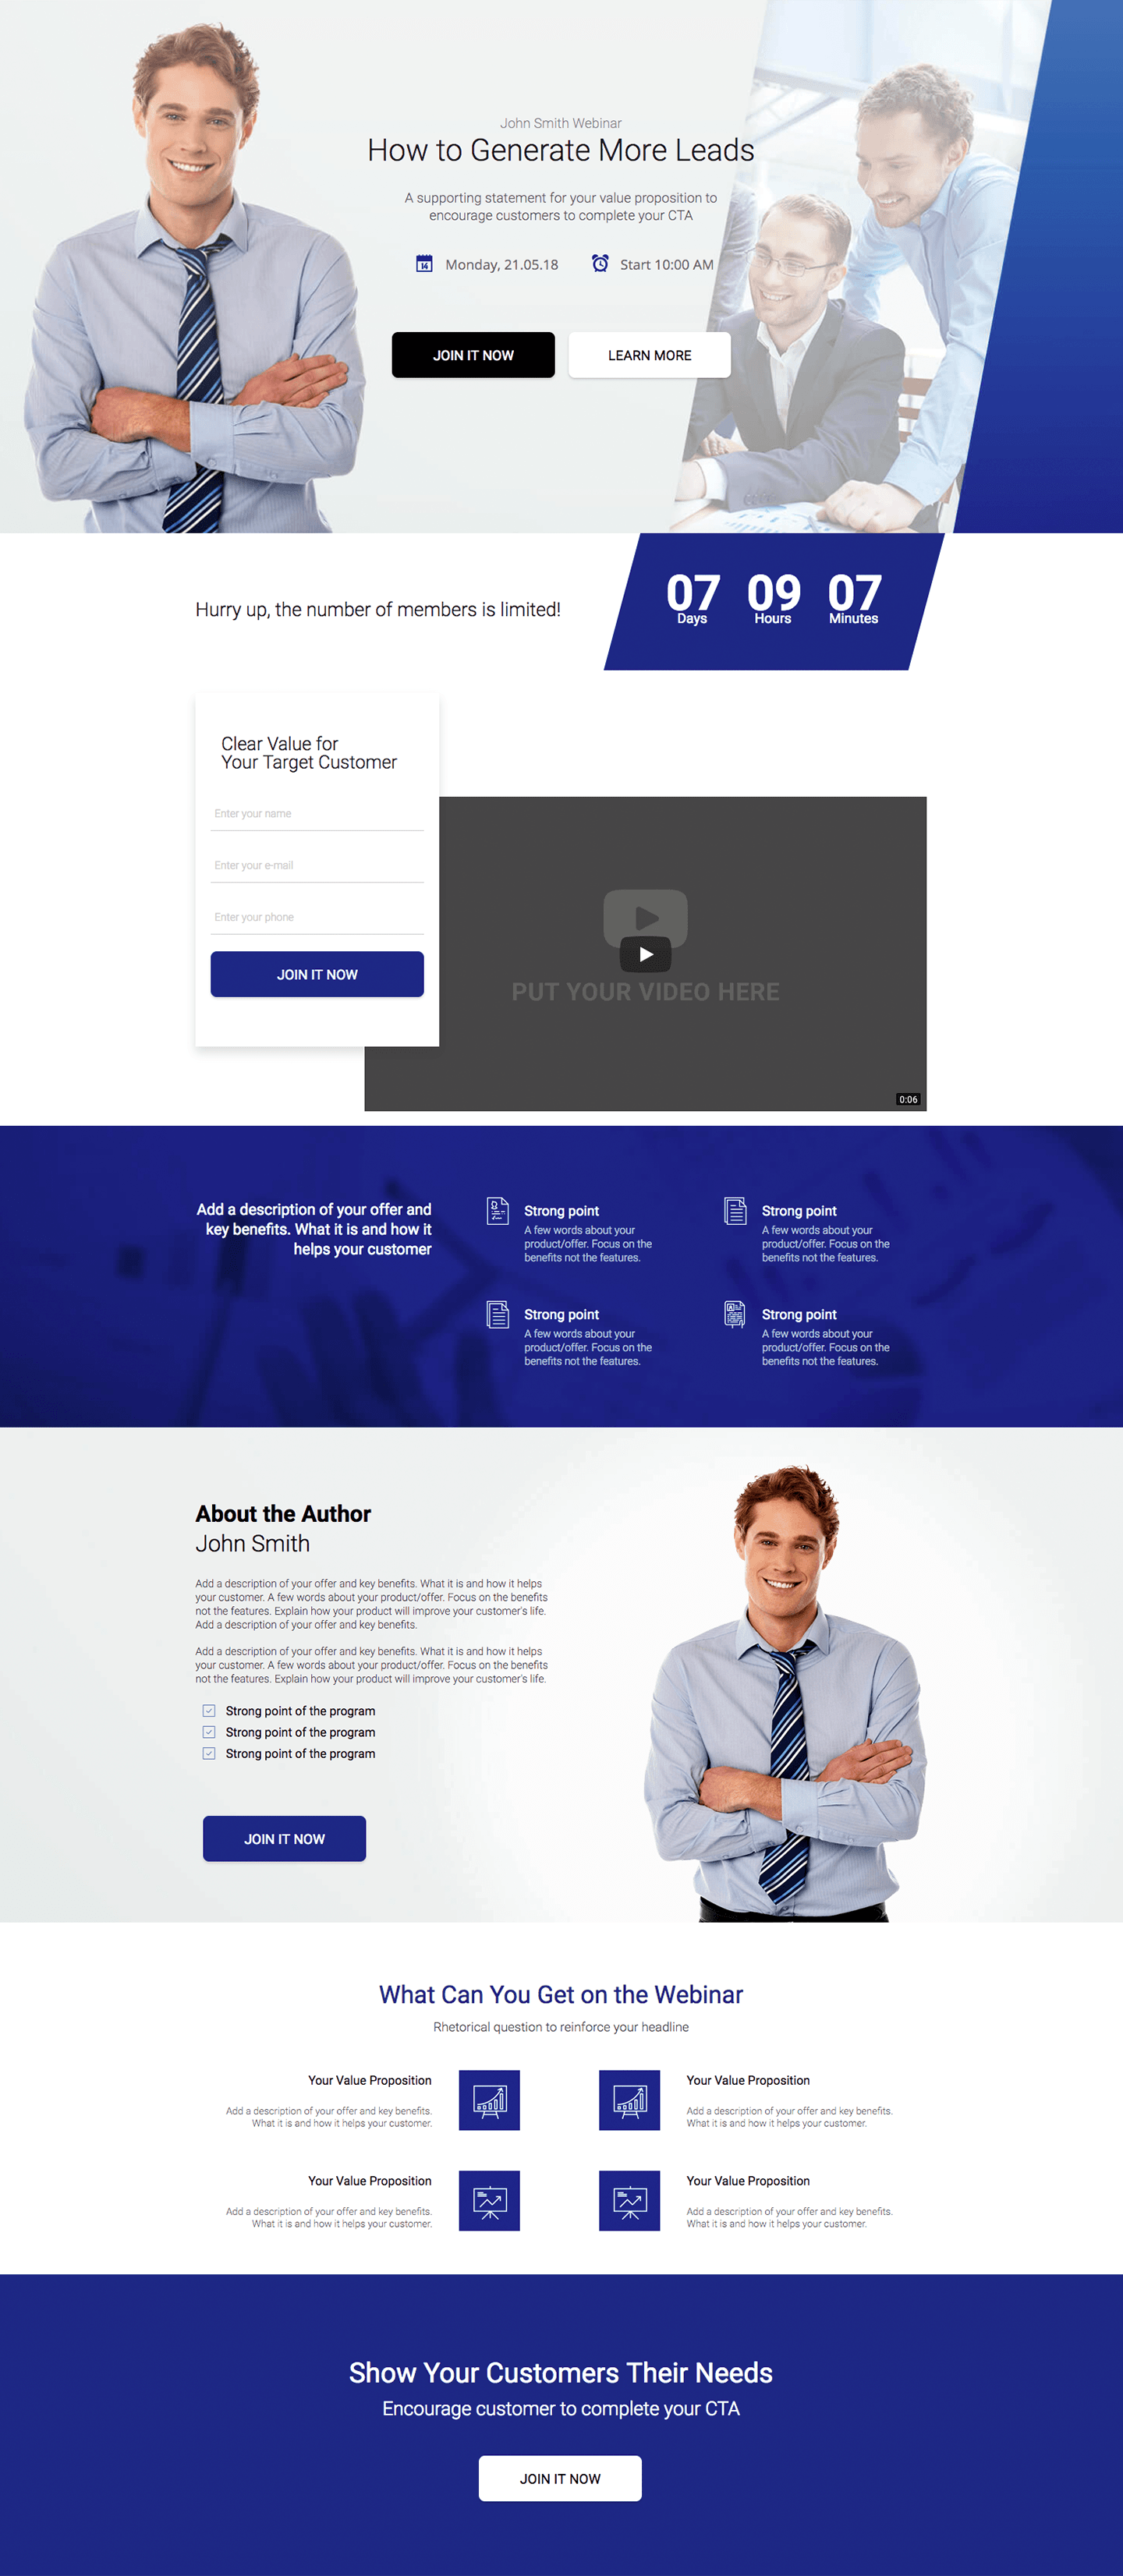 John Smith Webinar
How to Generate More Leads
A supporting statement for your value proposition to
encourage customers to complete your CTA
14
Monday, 21.05.18
Start 10:00 AM
JOIN IT NOW
LEARN MORE
Hurry up, the number of members is limited!
07 09 07
Days Hours Minutes
Clear Value for
Your Target Customer
Enter your name
Enter your e-mail
Enter your phone
JOIN IT NOW
PUT YOUR VIDEO HERE
0:06
Add a description of your offer and
key benefits. What it is and how it
helps your customer
Strong point
A few words about your
product/offer. Focus on the
benefits not the features.
Strong point
A few words about your
product/offer. Focus on the
benefits not the features.
Strong point
A few words about your
product/offer. Focus on the
benefits not the features.
Strong point
A few words about your
product/offer. Focus on the
benefits not the features.
About the Author
John Smith
Add a description of your offer and key benefits. What it is and how it helps
your customer. A few words about your product/offer. Focus on the benefits
not the features. Explain how your product will improve your customer's life.
Add a description of your offer and key benefits.
Add a description of your offer and key benefits. What it is and how it helps
your customer. A few words about your product/offer. Focus on the benefits
not the features. Explain how your product will improve your customer's life.
Strong point of the program
Strong point of the program
Strong point of the program
JOIN IT NOW
What Can You Get on the Webinar
Rhetorical question to reinforce your headline
Your Value Proposition
Add a description of your offer and key benefits.
What it is and how it helps your customer.
Your Value Proposition
Add a description of your offer and key benefits.
What it is and how it helps your customer.
Your Value Proposition
Add a description of your offer and key benefits.
What it is and how it helps your customer.
Your Value Proposition
Add a description of your offer and key benefits.
What it is and how it helps your customer.
Show Your Customers Their Needs
Encourage customer to complete your CTA
JOIN IT NOW